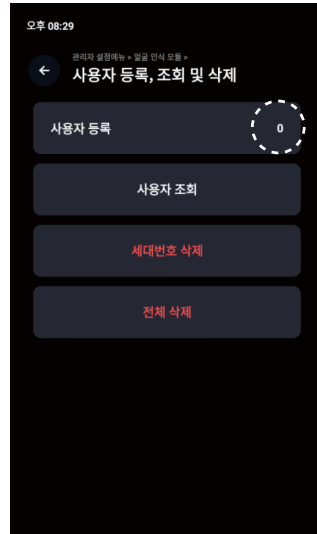 오후 08:29
관리자 설정메뉴 > 얼굴 인식 모듈 >
사용자 등록, 조회 및 삭제
사용자 등록 0
사용자 조회
세대번호 삭제
전체 삭제